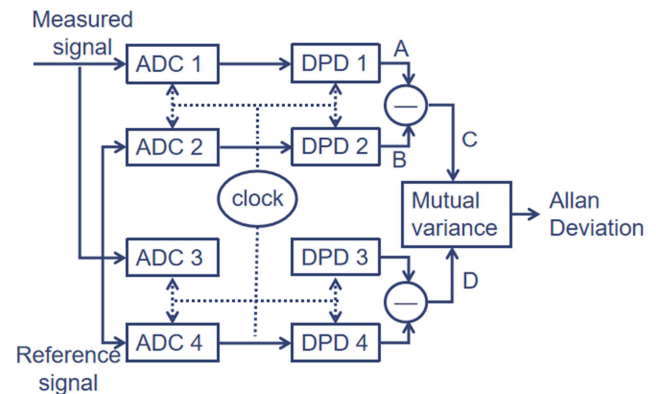 Measured
signal
ADC 1
DPD 1
A
—
ADC 2
DPD 2
B
C
clock
Mutual
variance
Allan
Deviation
ADC 3
DPD 3
—
D
ADC 4
DPD 4
Reference
signal